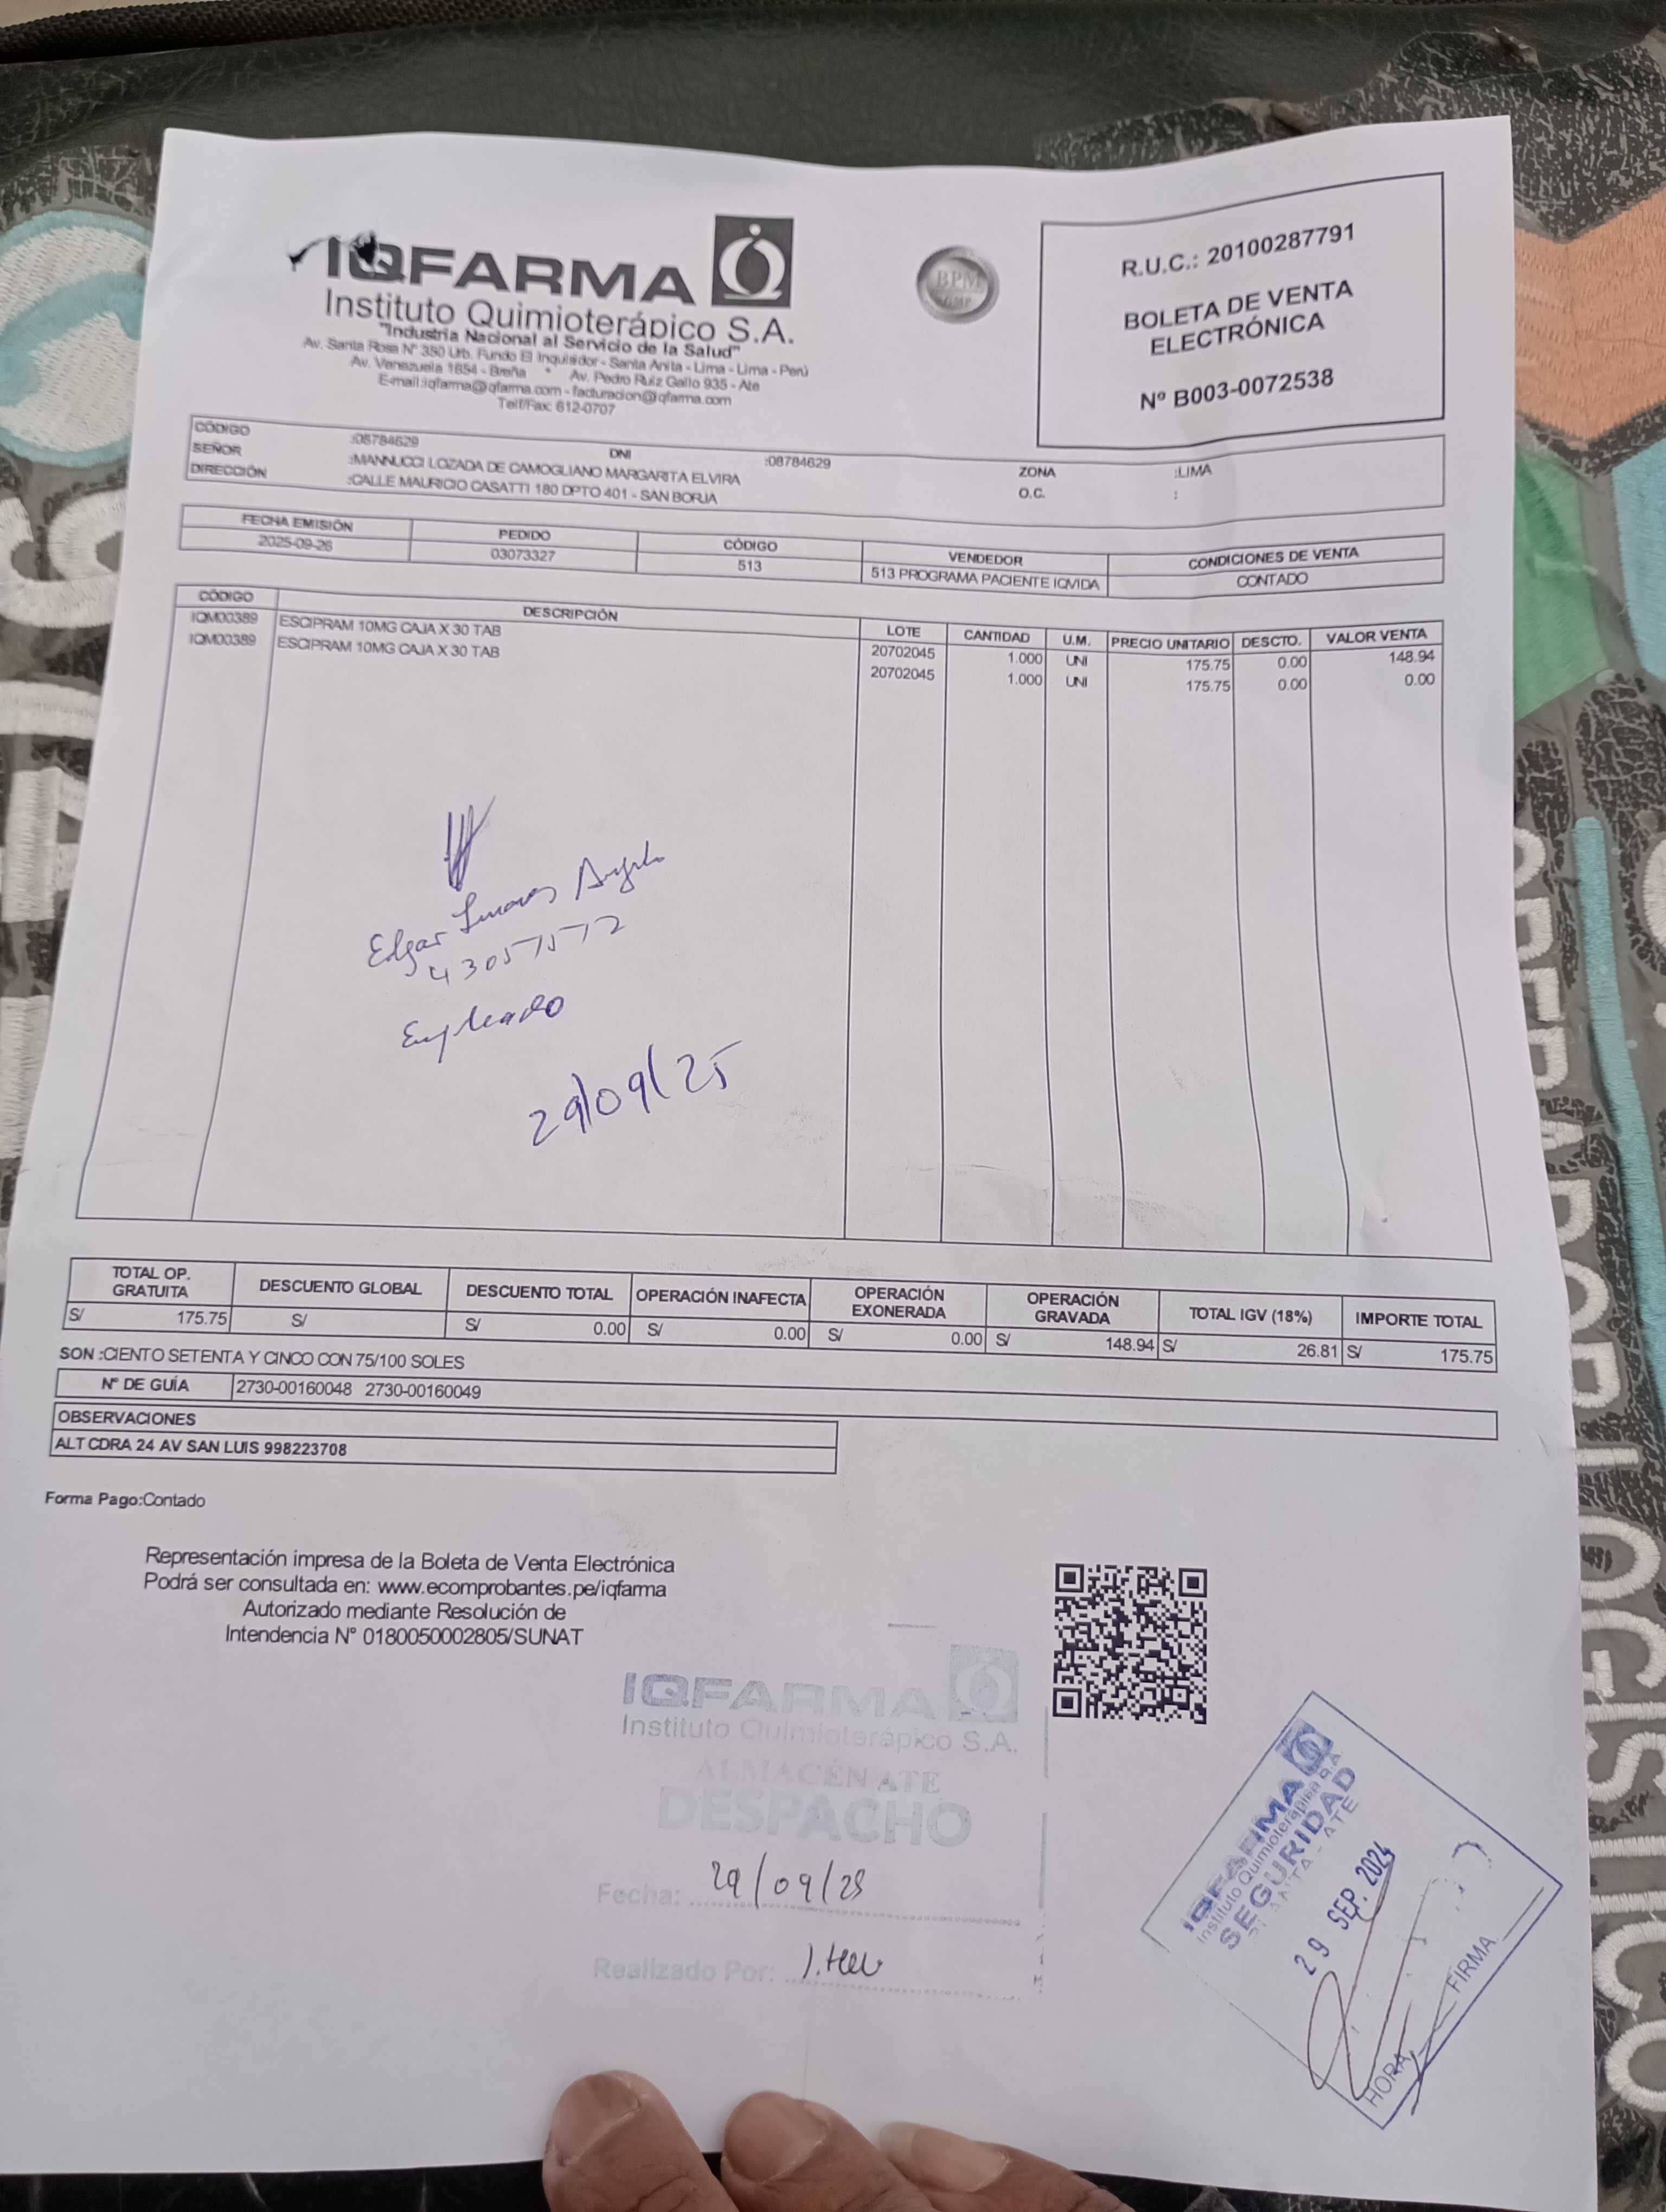 IQFARMA
Instituto Quimioterápico S.A.
"Industria Nacional al Servicio de la Salud"
Av. Santa Rosa N° 350 Urb. Fundo El Inquisidor - Santa Anita - Lima - Lima - Perú
Av. Venezuela 1654 - Breña * Av. Pedro Ruiz Gallo 935 - Ate
E-mail:iqfarma@iqfarma.com - facturacion@iqfarma.com
Telf/Fax: 612-0707
BPM
GMP
R.U.C.: 20100287791
BOLETA DE VENTA
ELECTRÓNICA
Nº B003-0072538
CÓDIGO :08784629 DNI :08784629 ZONA :LIMA
SEÑOR :MANNUCCI LOZADA DE CAMOGLIANO MARGARITA ELVIRA O.C. :
DIRECCIÓN :CALLE MAURICIO CASATTI 180 DPTO 401 - SAN BORJA
FECHA EMISIÓN PEDIDO CÓDIGO VENDEDOR CONDICIONES DE VENTA
2025-09-26 03073327 513 513 PROGRAMA PACIENTE IQVIDA CONTADO
CÓDIGO DESCRIPCIÓN LOTE CANTIDAD U.M. PRECIO UNITARIO DESCTO. VALOR VENTA
IQM00389 ESCIPRAM 10MG CAJA X 30 TAB 20702045 1.000 UNI 175.75 0.00 148.94
IQM00389 ESCIPRAM 10MG CAJA X 30 TAB 20702045 1.000 UNI 175.75 0.00 0.00
Edgar
43057572
Empleado
29/09/25
TOTAL OP. GRATUITA DESCUENTO GLOBAL DESCUENTO TOTAL OPERACIÓN INAFECTA OPERACIÓN EXONERADA OPERACIÓN GRAVADA TOTAL IGV (18%) IMPORTE TOTAL
S/ 175.75 S/ S/ 0.00 S/ 0.00 S/ 0.00 S/ 148.94 S/ 26.81 S/ 175.75
SON :CIENTO SETENTA Y CINCO CON 75/100 SOLES
N° DE GUÍA 2730-00160048 2730-00160049
OBSERVACIONES
ALT CDRA 24 AV SAN LUIS 998223708
Forma Pago:Contado
Representación impresa de la Boleta de Venta Electrónica
Podrá ser consultada en: www.ecomprobantes.pe/iqfarma
Autorizado mediante Resolución de
Intendencia N° 0180050002805/SUNAT
IQFARMA
Instituto Quimioterápico S.A.
ALMACÉN ATE
DESPACHO
Fecha: 29/09/25
Realizado Por:
IQFARMA
Instituto Quimioterápico S.A.
SEGURIDAD
PLANTA - ATE
29 SEP. 2024
HORA FIRMA
OPERADOR LOGÍSTICO